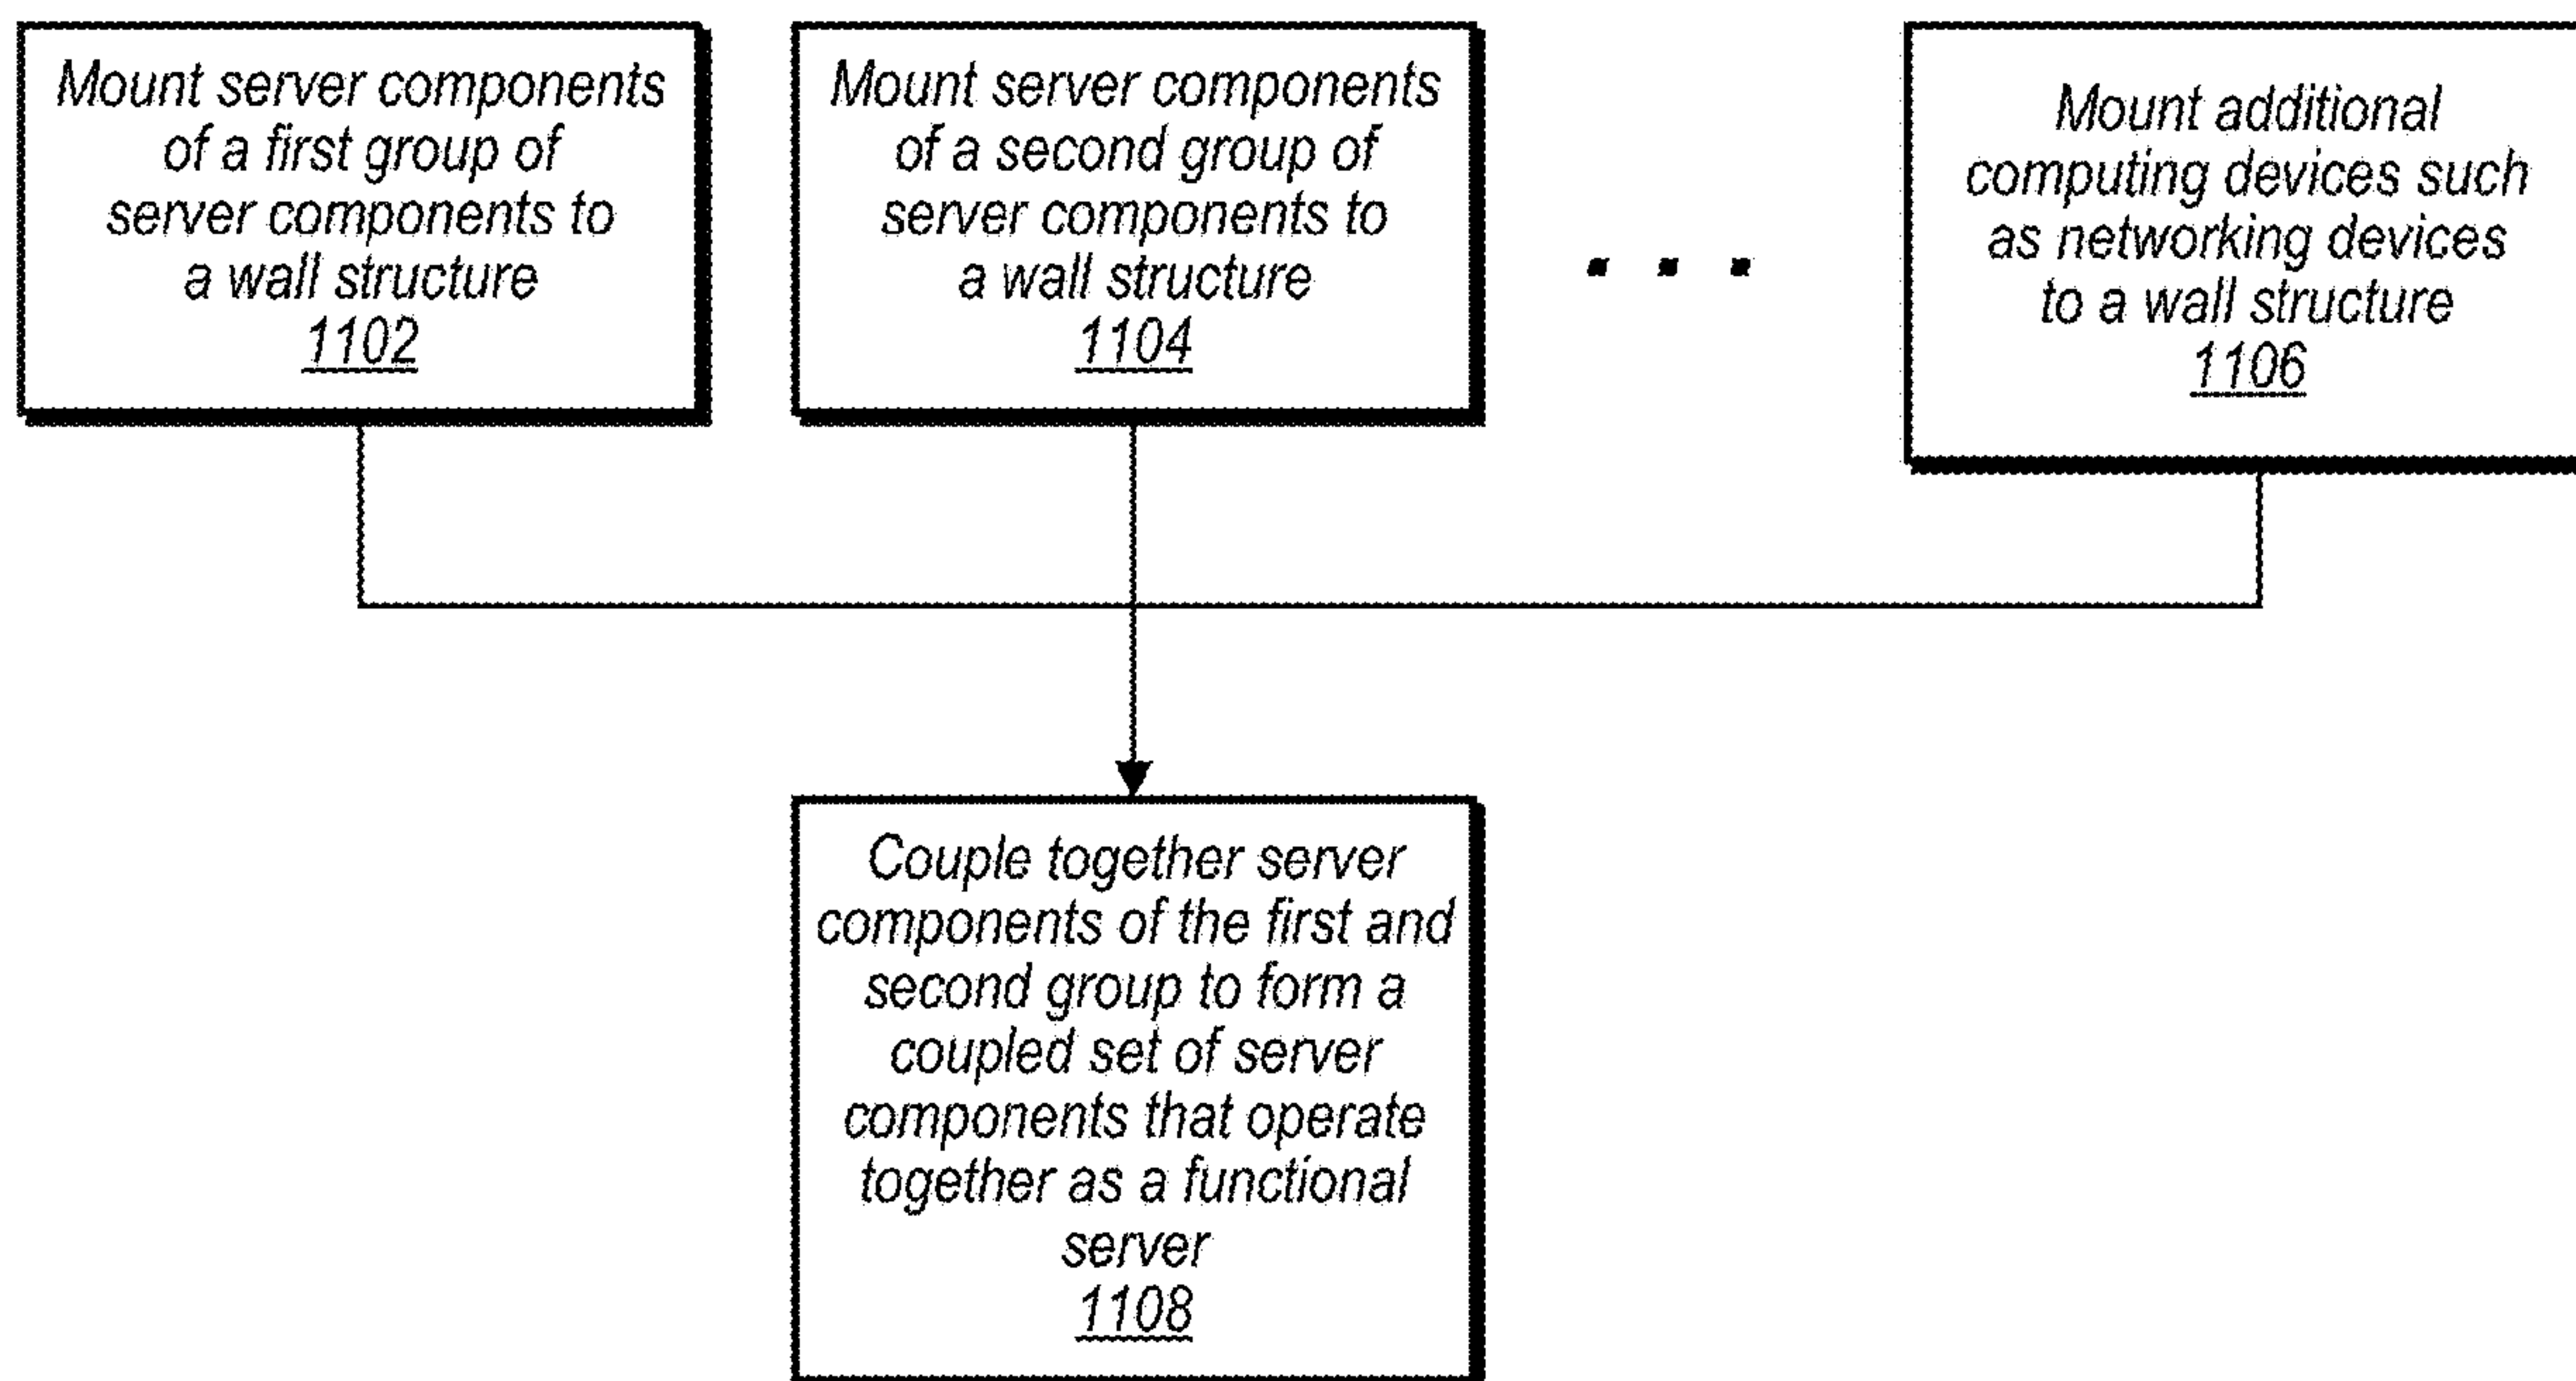 Mount server components
of a first group of
server components to
a wall structure
1102
Mount server components
of a second group of
server components to
a wall structure
1104
. . .
Mount additional
computing devices such
as networking devices
to a wall structure
1106
Couple together server
components of the first and
second group to form a
coupled set of server
components that operate
together as a functional
server
1108